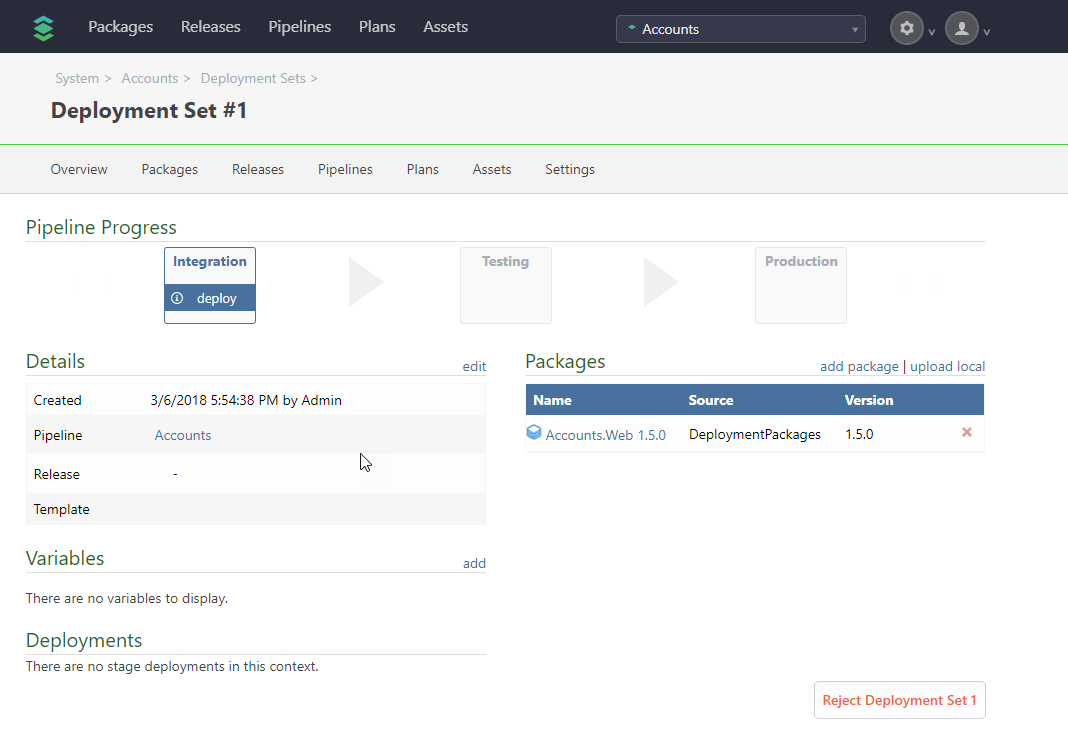 Packages Releases Pipelines Plans Assets Accounts
System > Accounts > Deployment Sets >
Deployment Set #1
Overview Packages Releases Pipelines Plans Assets Settings
Pipeline Progress
Integration Testing Production
deploy
Details edit
Created 3/6/2018 5:54:38 PM by Admin
Pipeline Accounts
Release -
Template
Packages add package | upload local
Name Source Version
Accounts.Web 1.5.0 DeploymentPackages 1.5.0
Variables add
There are no variables to display.
Deployments
There are no stage deployments in this context.
Reject Deployment Set 1